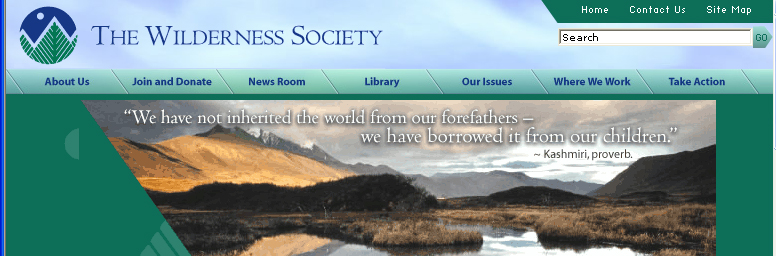 Home Contact Us Site Map
THE WILDERNESS SOCIETY
Search GO
About Us Join and Donate News Room Library Our Issues Where We Work Take Action
“We have not inherited the world from our forefathers –
we have borrowed it from our children.”
~ Kashmiri, proverb.